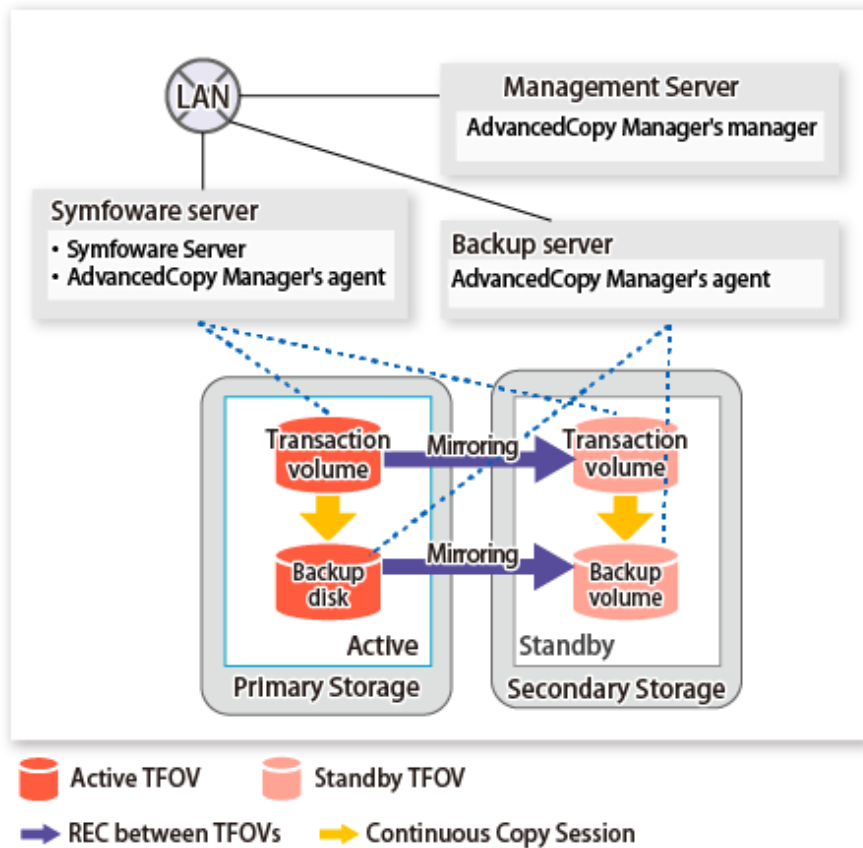 LAN
Management Server
AdvancedCopy Manager's manager
Symfoware server
• Symfoware Server
• AdvancedCopy Manager's agent
Backup server
AdvancedCopy Manager's agent
Transaction
volume
Mirroring
Transaction
volume
Backup
disk
Mirroring
Backup
volume
Active
Standby
Primary Storage
Secondary Storage
Active TFOV
Standby TFOV
REC between TFOVs
Continuous Copy Session